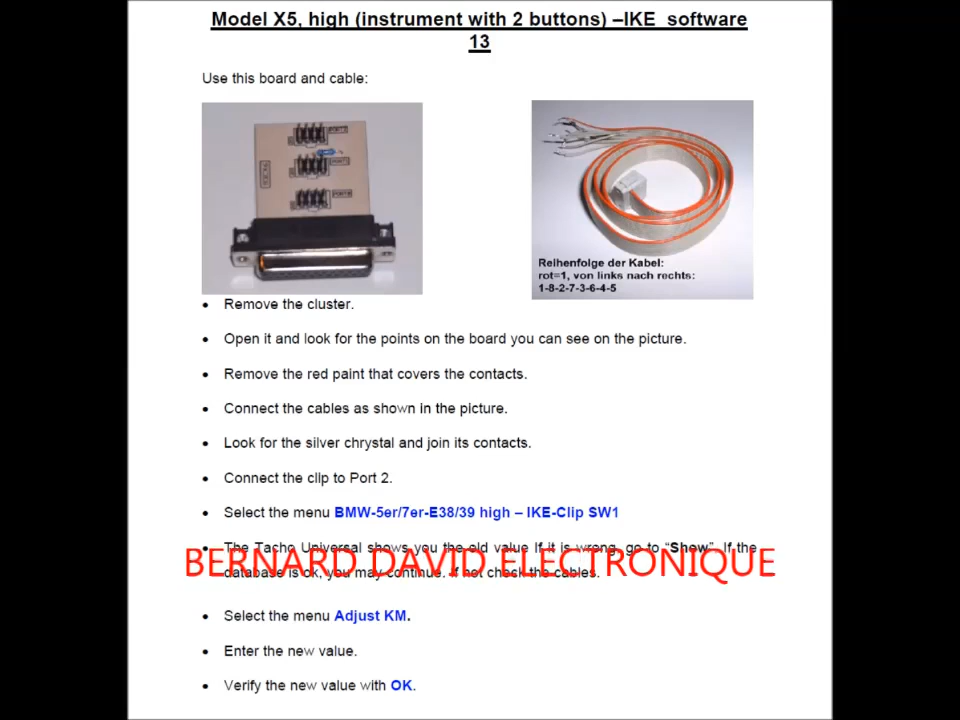 Model X5, high (instrument with 2 buttons) –IKE software
13
Use this board and cable:
Reihenfolge der Kabel:
rot=1, von links nach rechts:
1-8-2-7-3-6-4-5
• Remove the cluster.
• Open it and look for the points on the board you can see on the picture.
• Remove the red paint that covers the contacts.
• Connect the cables as shown in the picture.
• Look for the silver chrystal and join its contacts.
• Connect the clip to Port 2.
• Select the menu BMW-5er/7er-E38/39 high – IKE-Clip SW1
• The Tacho Universal shows you the old value If it is wrong, go to “Show”. If the
BERNARD DAVID ELECTRONIQUE
database is ok, you may continue. If not check the cables.
• Select the menu Adjust KM.
• Enter the new value.
• Verify the new value with OK.